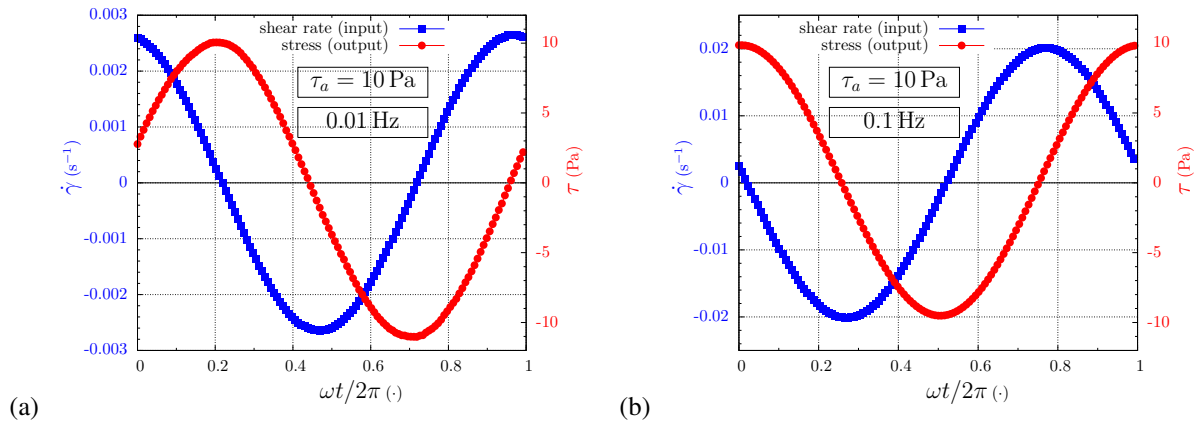 shear rate (input)
stress (output)
τ_a = 10 Pa
0.01 Hz
0.003
0.002
0.001
0
-0.001
-0.002
-0.003
γ̇ (s⁻¹)
10
5
0
-5
-10
τ (Pa)
0 0.2 0.4 0.6 0.8 1
ωt/2π (·)
(a)
shear rate (input)
stress (output)
τ_a = 10 Pa
0.1 Hz
0.02
0.01
0
-0.01
-0.02
γ̇ (s⁻¹)
10
5
0
-5
-10
τ (Pa)
0 0.2 0.4 0.6 0.8 1
ωt/2π (·)
(b)